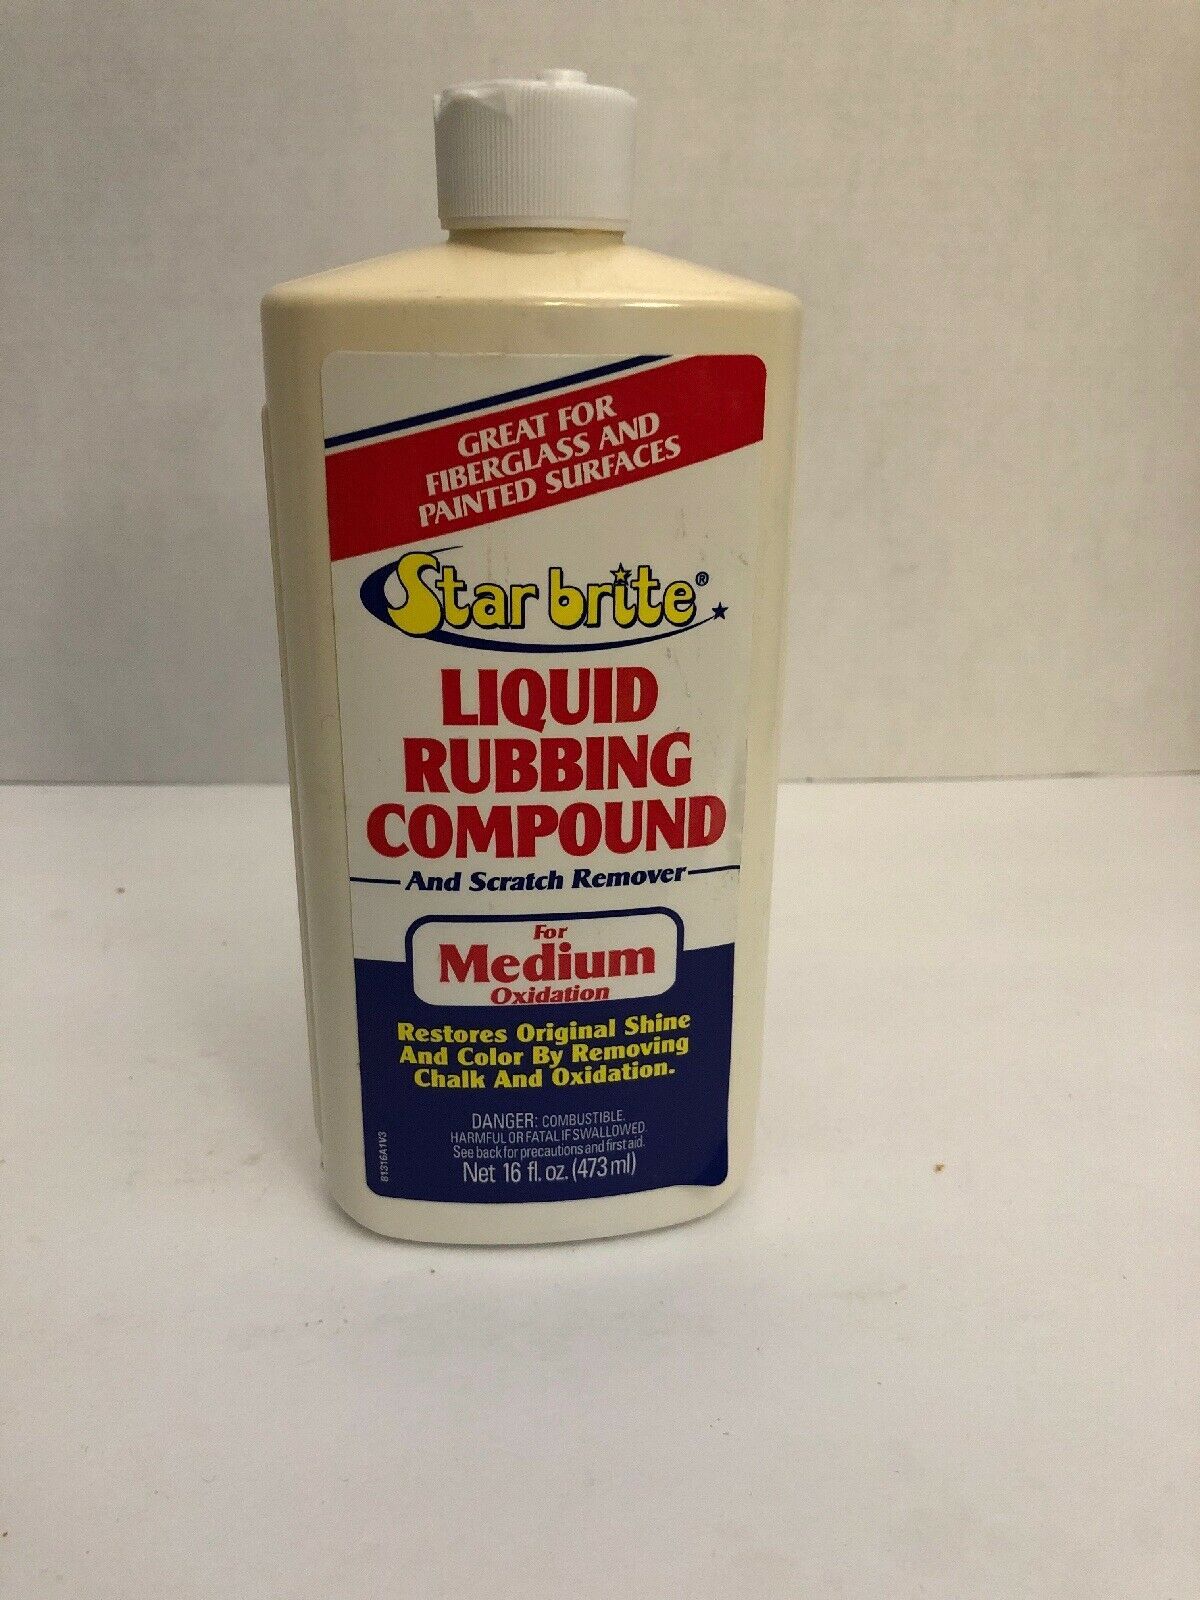 GREAT FOR
FIBERGLASS AND
PAINTED SURFACES
Star brite®
LIQUID
RUBBING
COMPOUND
And Scratch Remover
For
Medium
Oxidation
Restores Original Shine
And Color By Removing
Chalk And Oxidation.
DANGER: COMBUSTIBLE.
HARMFUL OR FATAL IF SWALLOWED.
See back for precautions and first aid.
Net 16 fl. oz. (473 ml)
81316A1V3